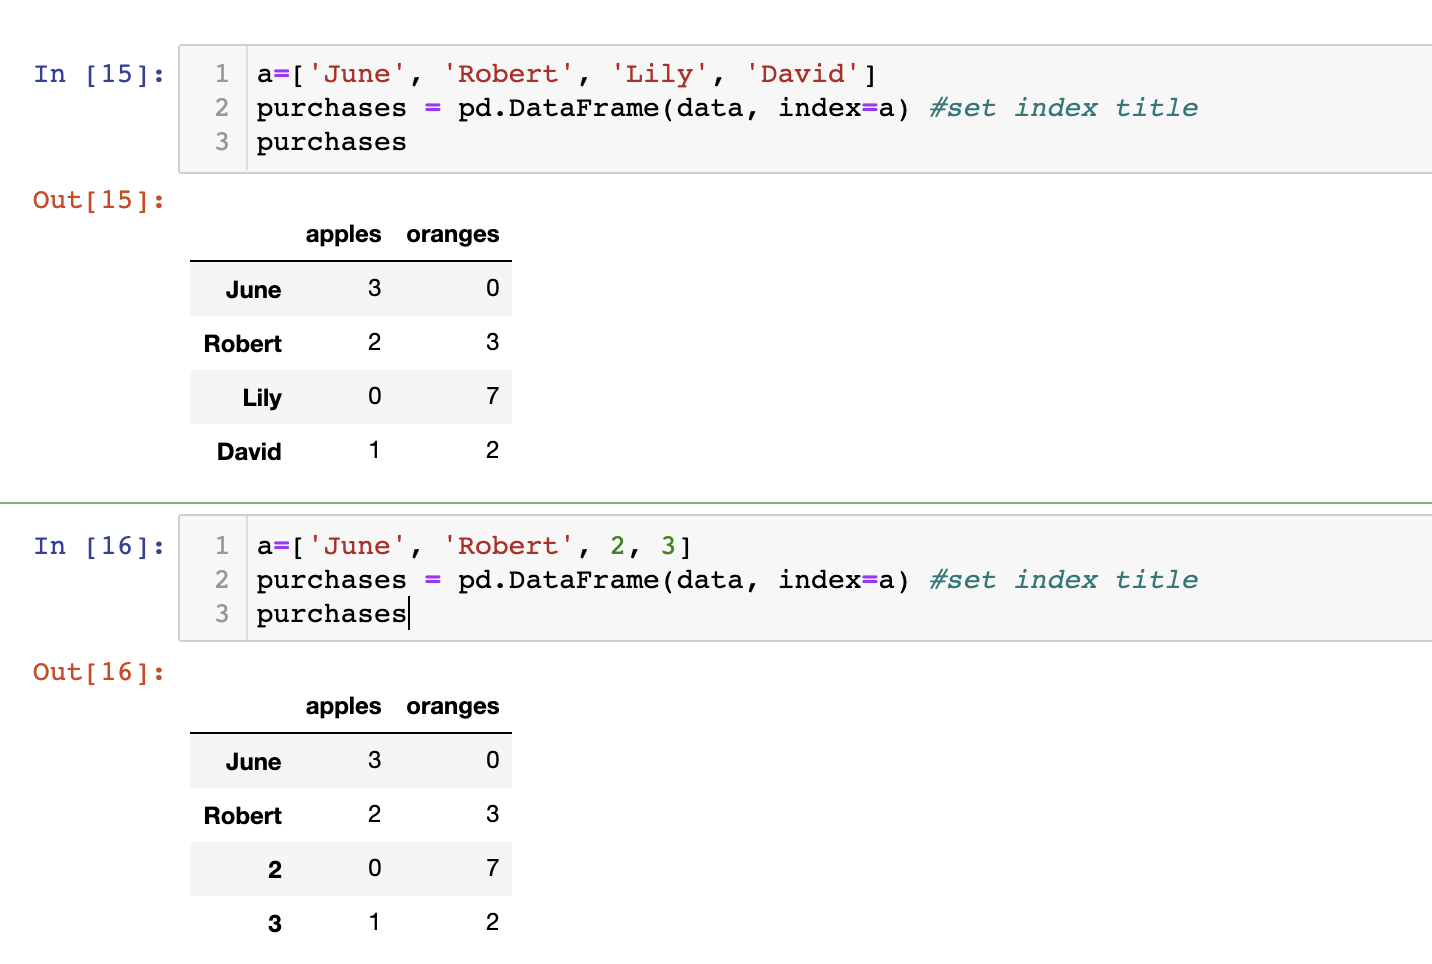 In [15]:
1 a=['June', 'Robert', 'Lily', 'David']
2 purchases = pd.DataFrame(data, index=a) #set index title
3 purchases
Out[15]:
apples oranges
June 3 0
Robert 2 3
Lily 0 7
David 1 2
In [16]:
1 a=['June', 'Robert', 2, 3]
2 purchases = pd.DataFrame(data, index=a) #set index title
3 purchases
Out[16]:
apples oranges
June 3 0
Robert 2 3
2 0 7
3 1 2